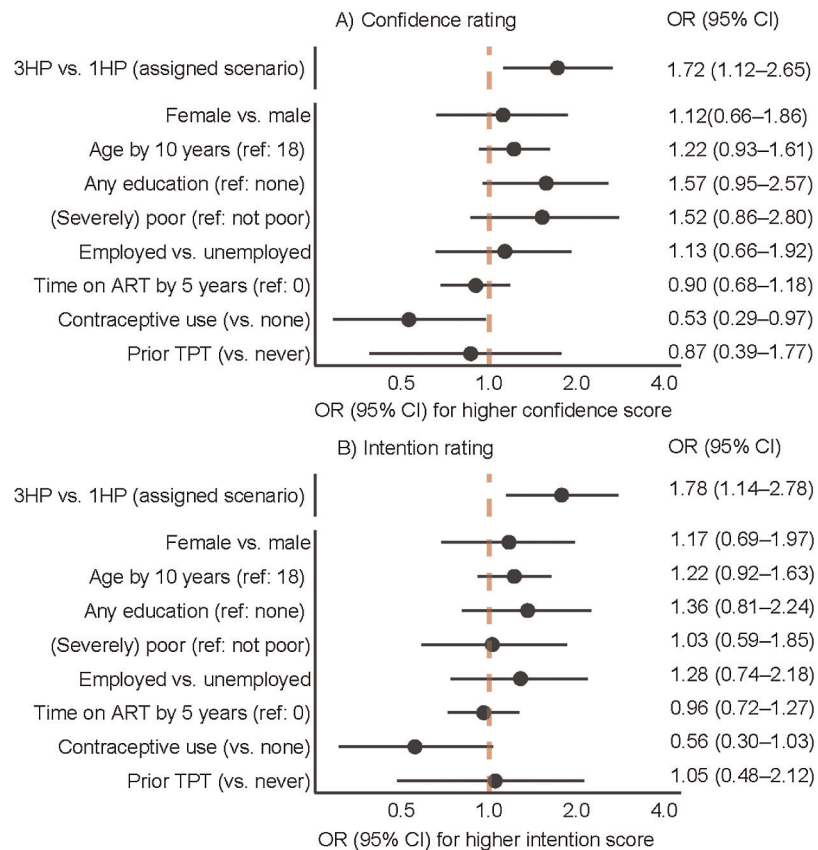 A) Confidence rating OR (95% CI)
3HP vs. 1HP (assigned scenario) 1.72 (1.12–2.65)
Female vs. male 1.12(0.66–1.86)
Age by 10 years (ref: 18) 1.22 (0.93–1.61)
Any education (ref: none) 1.57 (0.95–2.57)
(Severely) poor (ref: not poor) 1.52 (0.86–2.80)
Employed vs. unemployed 1.13 (0.66–1.92)
Time on ART by 5 years (ref: 0) 0.90 (0.68–1.18)
Contraceptive use (vs. none) 0.53 (0.29–0.97)
Prior TPT (vs. never) 0.87 (0.39–1.77)
0.5 1.0 2.0 4.0
OR (95% CI) for higher confidence score
B) Intention rating OR (95% CI)
3HP vs. 1HP (assigned scenario) 1.78 (1.14–2.78)
Female vs. male 1.17 (0.69–1.97)
Age by 10 years (ref: 18) 1.22 (0.92–1.63)
Any education (ref: none) 1.36 (0.81–2.24)
(Severely) poor (ref: not poor) 1.03 (0.59–1.85)
Employed vs. unemployed 1.28 (0.74–2.18)
Time on ART by 5 years (ref: 0) 0.96 (0.72–1.27)
Contraceptive use (vs. none) 0.56 (0.30–1.03)
Prior TPT (vs. never) 1.05 (0.48–2.12)
0.5 1.0 2.0 4.0
OR (95% CI) for higher intention score